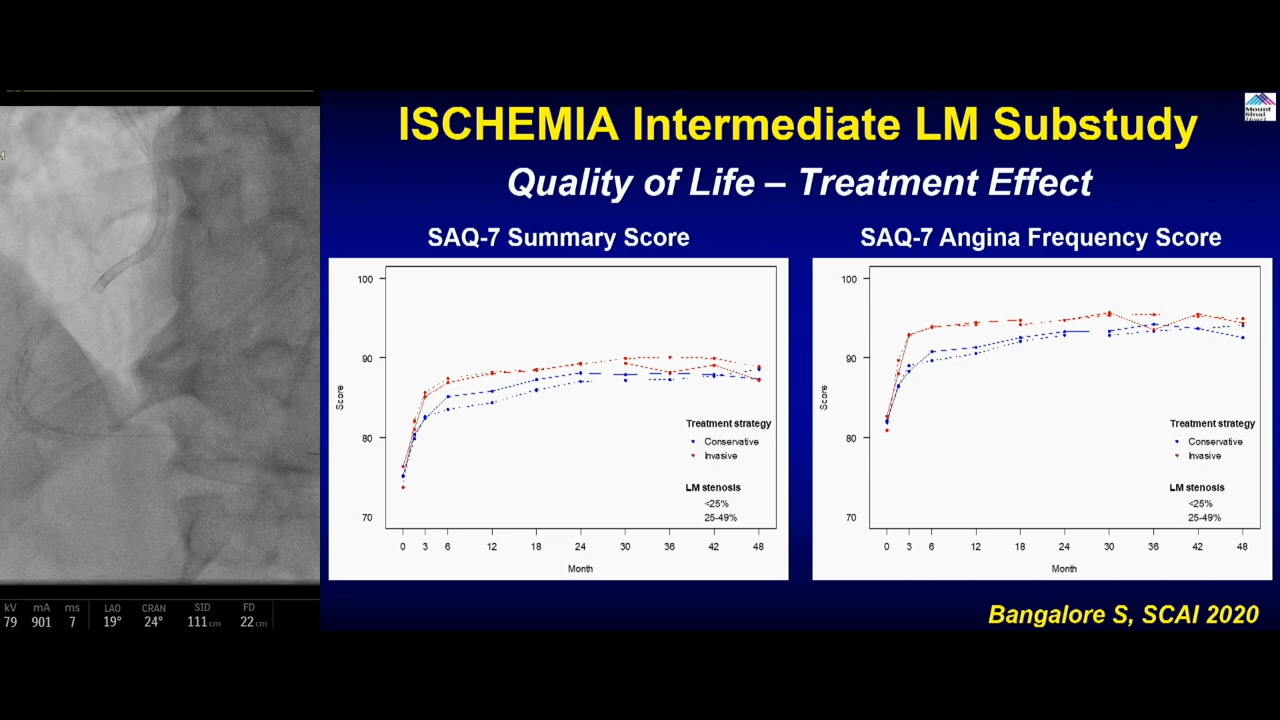 ISCHEMIA Intermediate LM Substudy
Mount
Sinai
Heart
Quality of Life – Treatment Effect
SAQ-7 Summary Score
100
90
80
70
Score
Treatment strategy
Conservative
Invasive
LM stenosis
<25%
25-49%
0 3 6 12 18 24 30 36 42 48
Month
SAQ-7 Angina Frequency Score
100
90
80
70
Score
Treatment strategy
Conservative
Invasive
LM stenosis
<25%
25-49%
0 3 6 12 18 24 30 36 42 48
Month
Bangalore S, SCAI 2020
kV mA ms LAO CRAN SID FD
79 901 7 19° 24° 111 cm 22 cm